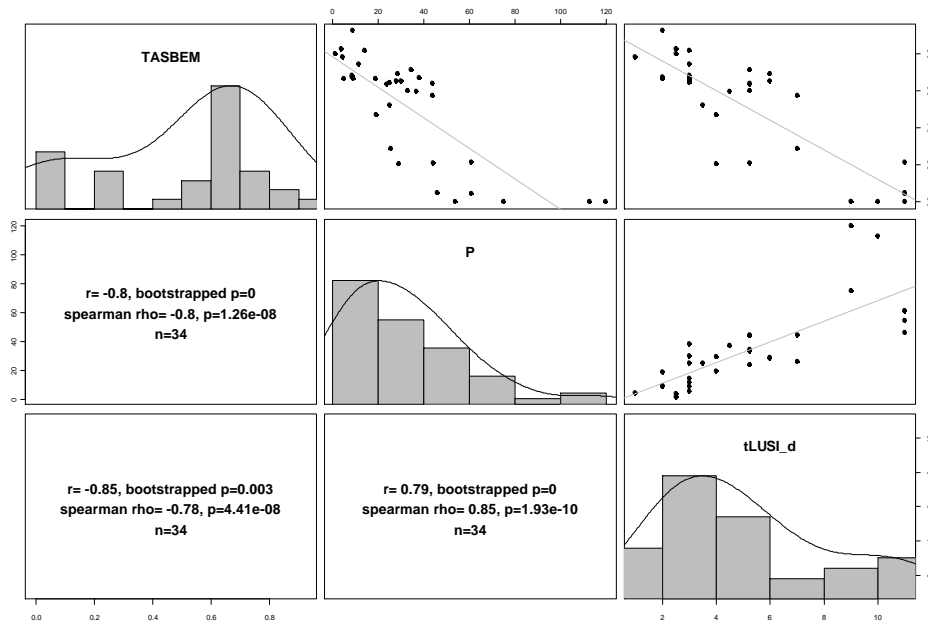 0 20 40 60 80 100 120
TASBEM
P
0 20 40 60 80 100 120
r= -0.8, bootstrapped p=0
spearman rho= -0.8, p=1.26e-08
n=34
tLUSI_d
r= -0.85, bootstrapped p=0.003
spearman rho= -0.78, p=4.41e-08
n=34
r= 0.79, bootstrapped p=0
spearman rho= 0.85, p=1.93e-10
n=34
0.0 0.2 0.4 0.6 0.8
2 4 6 8 10